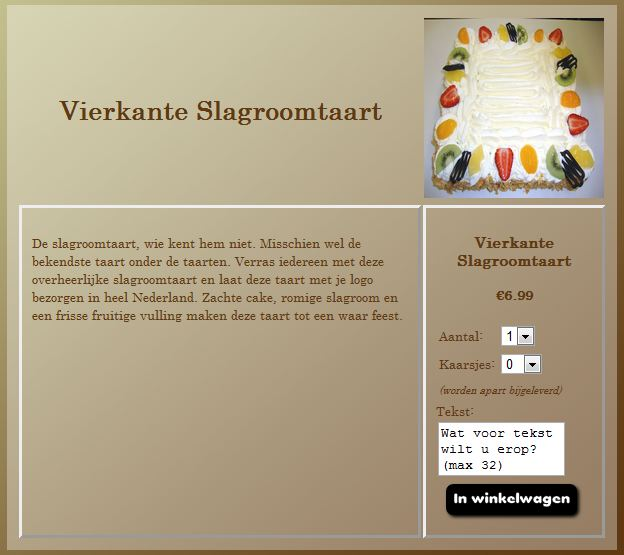 Vierkante Slagroomtaart
De slagroomtaart, wie kent hem niet. Misschien wel de
bekendste taart onder de taarten. Verras iedereen met deze
overheerlijke slagroomtaart en laat deze taart met je logo
bezorgen in heel Nederland. Zachte cake, romige slagroom en
een frisse fruitige vulling maken deze taart tot een waar feest.
Vierkante
Slagroomtaart
€6.99
Aantal: 1
Kaarsjes: 0
(worden apart bijgeleverd)
Tekst:
Wat voor tekst
wilt u erop?
(max 32)
In winkelwagen